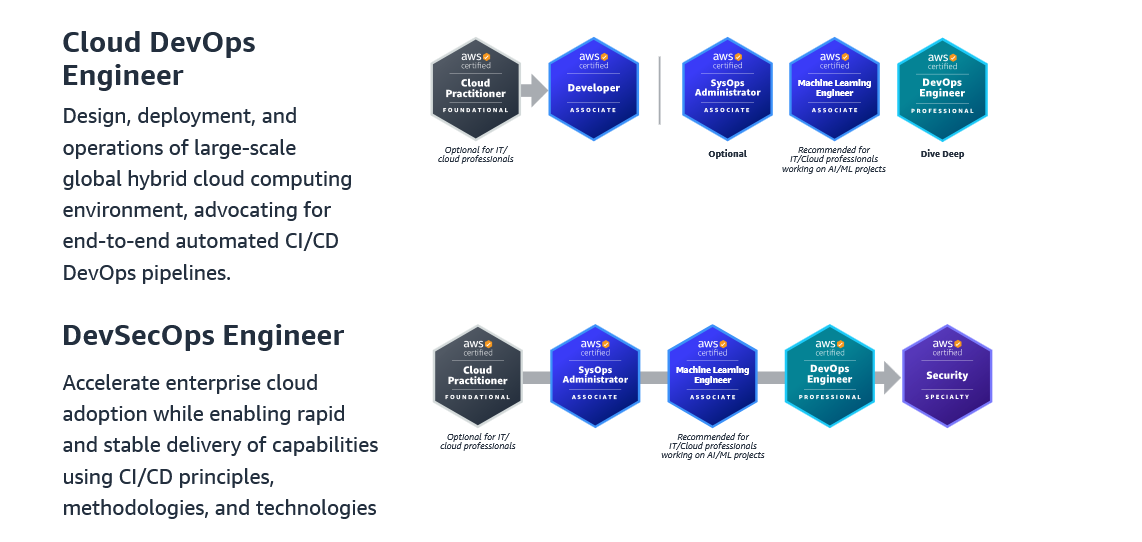 Cloud DevOps
Engineer
Design, deployment, and
operations of large-scale
global hybrid cloud computing
environment, advocating for
end-to-end automated CI/CD
DevOps pipelines.
aws
certified
Cloud
Practitioner
FOUNDATIONAL
Optional for IT/
cloud professionals
aws
certified
Developer
ASSOCIATE
aws
certified
SysOps
Administrator
ASSOCIATE
Optional
aws
certified
Machine Learning
Engineer
ASSOCIATE
Recommended for
IT/Cloud professionals
working on AI/ML projects
aws
certified
DevOps
Engineer
PROFESSIONAL
Dive Deep
DevSecOps Engineer
Accelerate enterprise cloud
adoption while enabling rapid
and stable delivery of capabilities
using CI/CD principles,
methodologies, and technologies
aws
certified
Cloud
Practitioner
FOUNDATIONAL
Optional for IT/
cloud professionals
aws
certified
SysOps
Administrator
ASSOCIATE
aws
certified
Machine Learning
Engineer
ASSOCIATE
Recommended for
IT/Cloud professionals
working on AI/ML projects
aws
certified
DevOps
Engineer
PROFESSIONAL
aws
certified
Security
SPECIALTY